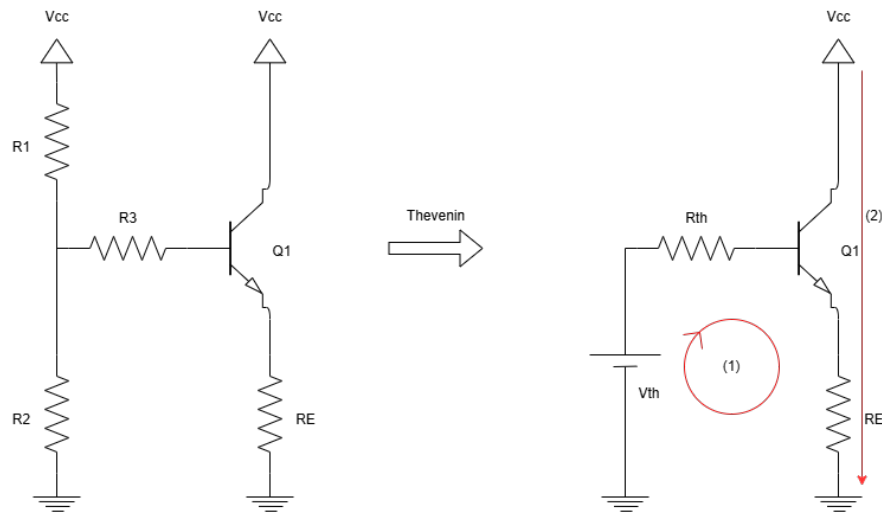 Vcc
Vcc
Vcc
R1
R3
Q1
Thevenin
Rth
Q1
(2)
(1)
Vth
R2
RE
RE